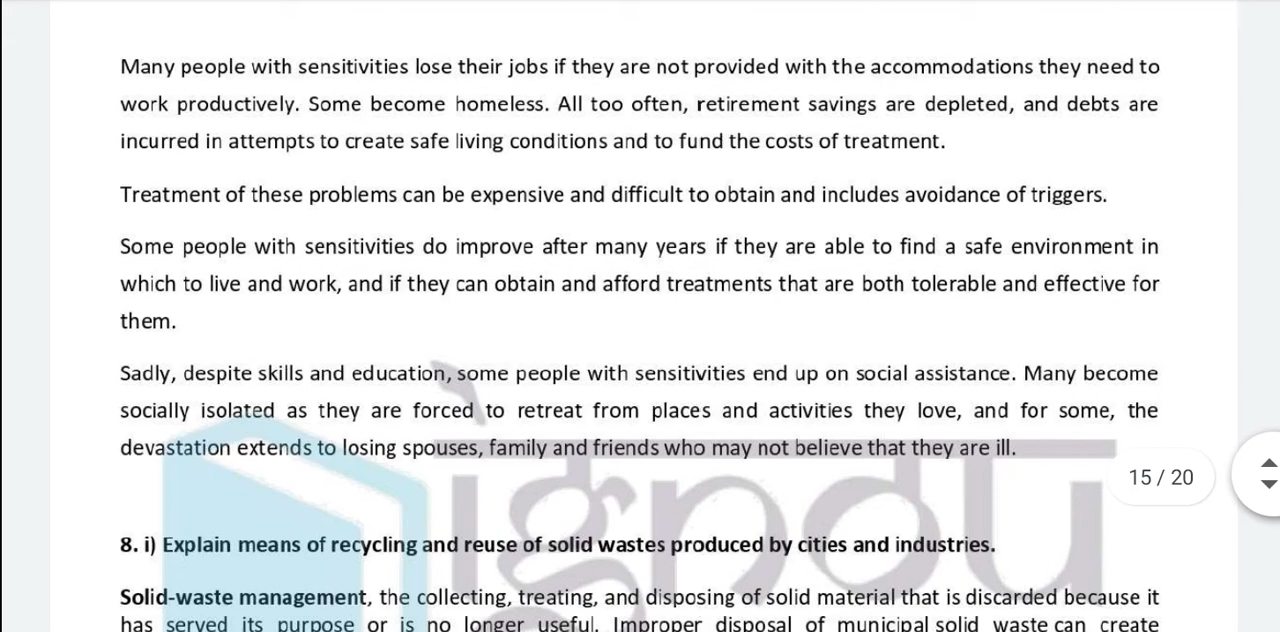 Many people with sensitivities lose their jobs if they are not provided with the accommodations they need to
work productively. Some become homeless. All too often, retirement savings are depleted, and debts are
incurred in attempts to create safe living conditions and to fund the costs of treatment.
Treatment of these problems can be expensive and difficult to obtain and includes avoidance of triggers.
Some people with sensitivities do improve after many years if they are able to find a safe environment in
which to live and work, and if they can obtain and afford treatments that are both tolerable and effective for
them.
Sadly, despite skills and education, some people with sensitivities end up on social assistance. Many become
socially isolated as they are forced to retreat from places and activities they love, and for some, the
devastation extends to losing spouses, family and friends who may not believe that they are ill.
15 / 20
8. i) Explain means of recycling and reuse of solid wastes produced by cities and industries.
Solid-waste management, the collecting, treating, and disposing of solid material that is discarded because it
has served its purpose or is no longer useful. Improper disposal of municipal solid waste can create